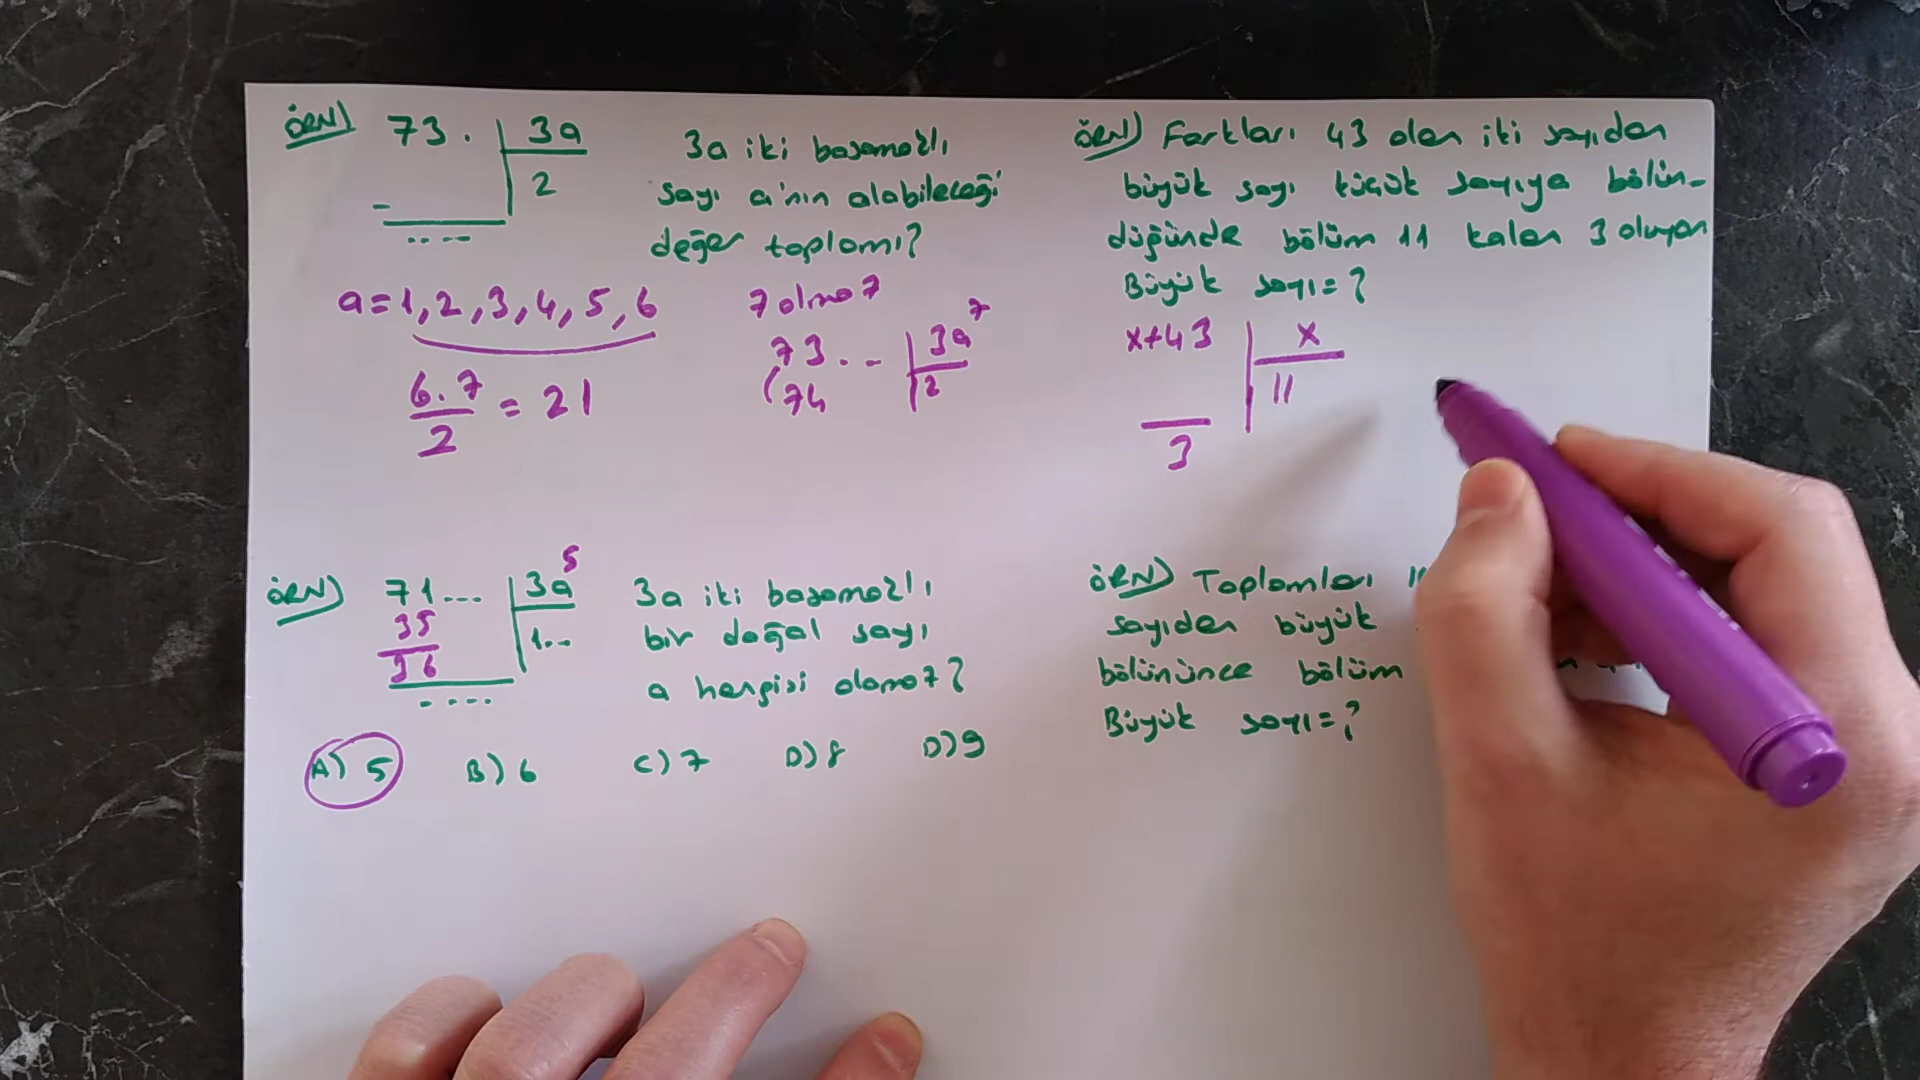 ÖRN) 73. 3a
2
- ....
3a iki basamaklı
sayı a'nın alabileceği
değer toplamı?
a=1,2,3,4,5,6
6.7
2
= 21
7 olmaz
7
73.. 3a
(74 2
ÖRN) 71... 3a 5
35 1..
36
....
3a iki basamaklı
bir doğal sayı
a hangisi olamaz?
A) 5 B) 6 C) 7 D) 8 D) 9
ÖRN) Farkları 43 olan iki sayıdan
büyük sayı küçük sayıya bölün-
düğünde bölüm 11 kalan 3 oluyor
Büyük sayı=?
x+43 x
11
3
ÖRN) Toplamları
sayıdan büyük
bölününce bölüm
Büyük sayı=?